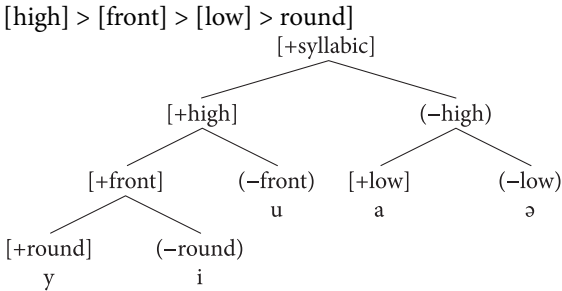 [high] > [front] > [low] > round]
[+syllabic]
[+high] (−high)
[+front] (−front) [+low] (−low)
u a ə
[+round] (−round)
y i